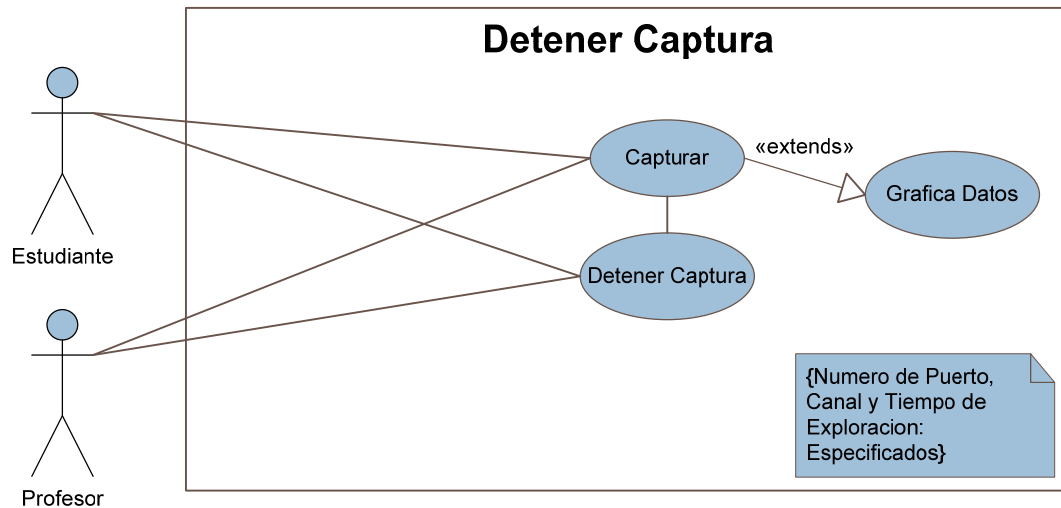 Detener Captura
Estudiante
Profesor
Capturar
«extends»
Grafica Datos
Detener Captura
{Numero de Puerto,
Canal y Tiempo de
Exploracion:
Especificados}